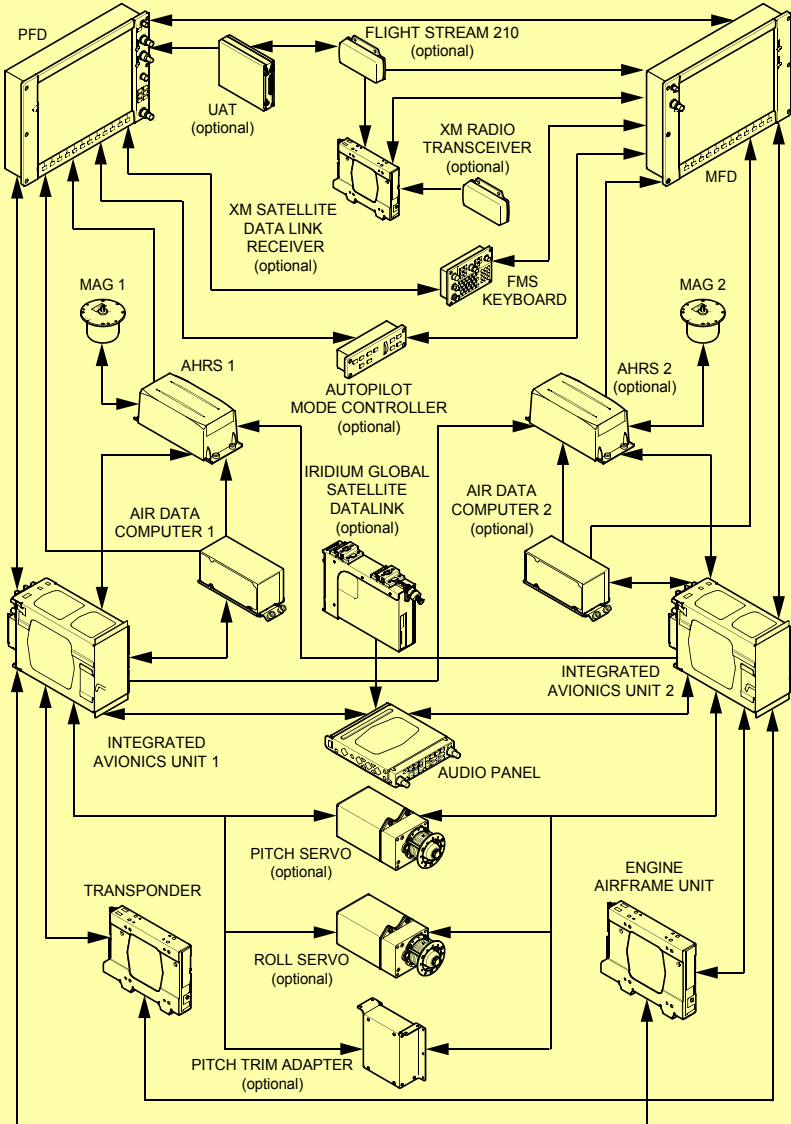 PFD
FLIGHT STREAM 210
(optional)
UAT
(optional)
XM RADIO
TRANSCEIVER
(optional)
MFD
XM SATELLITE
DATA LINK
RECEIVER
(optional)
FMS
KEYBOARD
MAG 1
MAG 2
AHRS 1
AHRS 2
(optional)
AUTOPILOT
MODE CONTROLLER
(optional)
IRIDIUM GLOBAL
SATELLITE
DATALINK
(optional)
AIR DATA
COMPUTER 1
AIR DATA
COMPUTER 2
(optional)
INTEGRATED
AVIONICS UNIT 2
INTEGRATED
AVIONICS UNIT 1
AUDIO PANEL
PITCH SERVO
(optional)
TRANSPONDER
ENGINE
AIRFRAME UNIT
ROLL SERVO
(optional)
PITCH TRIM ADAPTER
(optional)